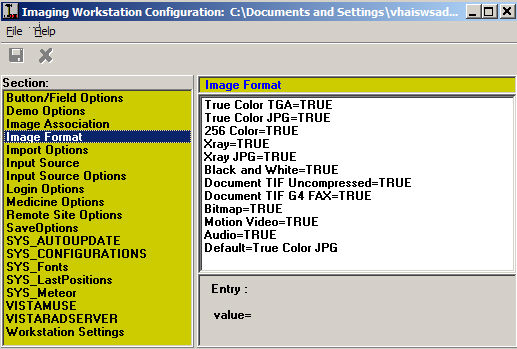 Imaging Workstation Configuration: C:\Documents and Settings\vhaiswsad...
File Help
Section:
Button/Field Options
Demo Options
Image Association
Image Format
Import Options
Input Source
Input Source Options
Login Options
Medicine Options
Remote Site Options
SaveOptions
SYS_AUTOUPDATE
SYS_CONFIGURATIONS
SYS_Fonts
SYS_LastPositions
SYS_Meteor
VISTAMUSE
VISTARADSERVER
Workstation Settings
Image Format
True Color TGA=TRUE
True Color JPG=TRUE
256 Color=TRUE
Xray=TRUE
Xray JPG=TRUE
Black and White=TRUE
Document TIF Uncompressed=TRUE
Document TIF G4 FAX=TRUE
Bitmap=TRUE
Motion Video=TRUE
Audio=TRUE
Default=True Color JPG
Entry :
value=